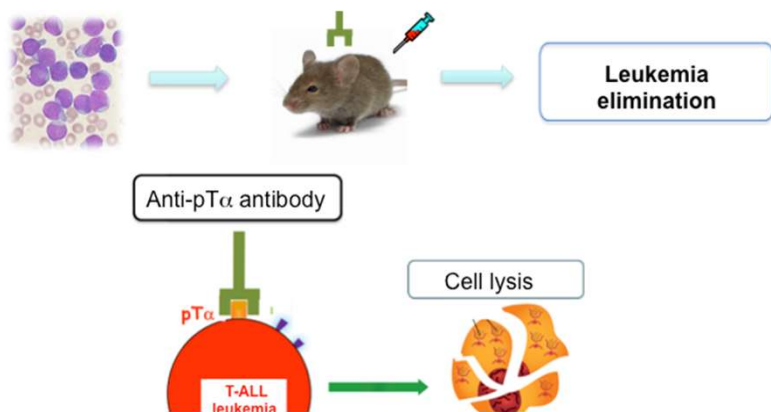 Leukemia
elimination
Anti-pTα antibody
Cell lysis
pTα
T-ALL
leukemia